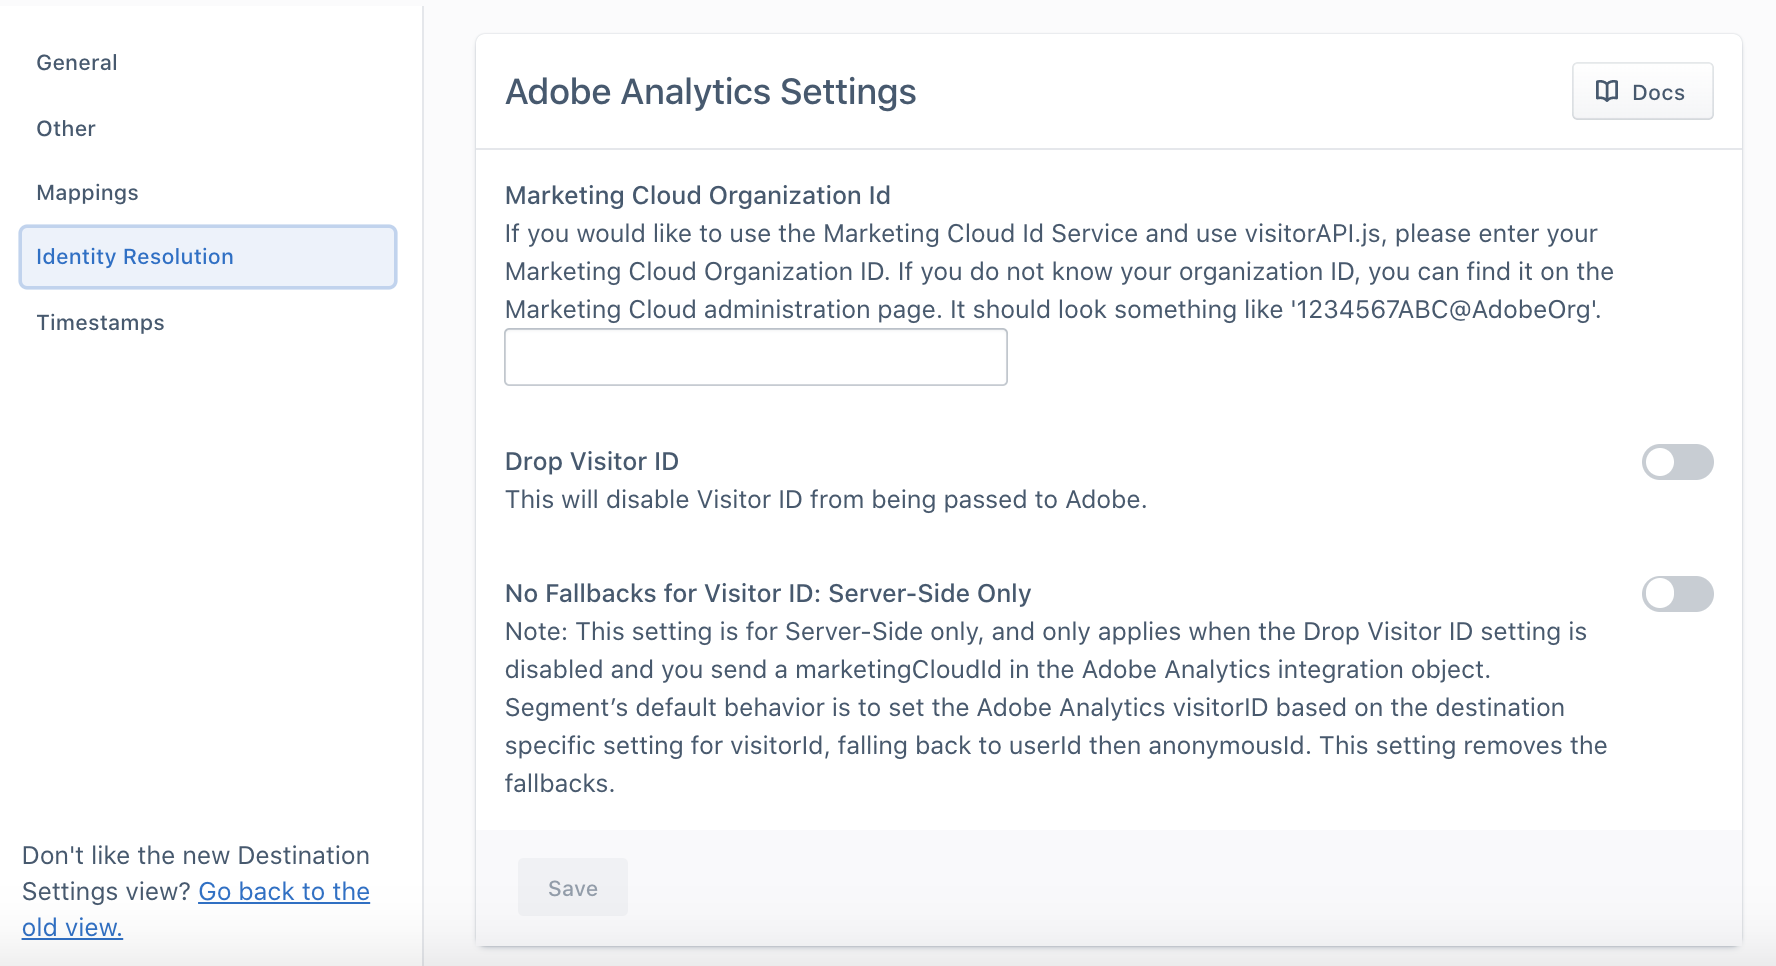 General
Other
Mappings
Identity Resolution
Timestamps
Don't like the new Destination
Settings view? Go back to the
old view.
Adobe Analytics Settings
Docs
Marketing Cloud Organization Id
If you would like to use the Marketing Cloud Id Service and use visitorAPI.js, please enter your
Marketing Cloud Organization ID. If you do not know your organization ID, you can find it on the
Marketing Cloud administration page. It should look something like '1234567ABC@AdobeOrg'.
Drop Visitor ID
This will disable Visitor ID from being passed to Adobe.
No Fallbacks for Visitor ID: Server-Side Only
Note: This setting is for Server-Side only, and only applies when the Drop Visitor ID setting is
disabled and you send a marketingCloudId in the Adobe Analytics integration object.
Segment’s default behavior is to set the Adobe Analytics visitorID based on the destination
specific setting for visitorId, falling back to userId then anonymousId. This setting removes the
fallbacks.
Save